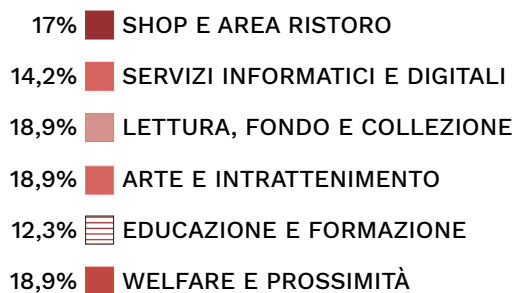 17% SHOP E AREA RISTORO
14,2% SERVIZI INFORMATICI E DIGITALI
18,9% LETTURA, FONDO E COLLEZIONE
18,9% ARTE E INTRATTENIMENTO
12,3% EDUCAZIONE E FORMAZIONE
18,9% WELFARE E PROSSIMITÀ